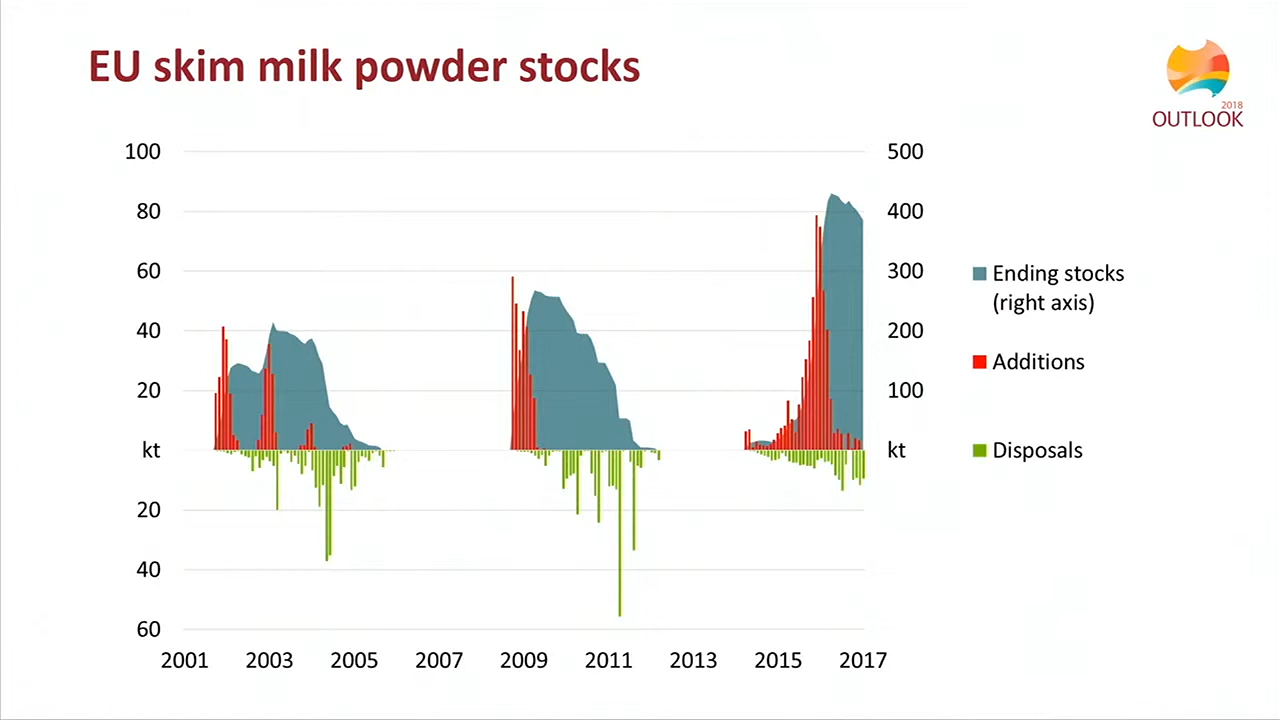 EU skim milk powder stocks
2018
OUTLOOK
100
80
60
40
20
kt
20
40
60
500
400
300
200
100
kt
2001 2003 2005 2007 2009 2011 2013 2015 2017
Ending stocks
(right axis)
Additions
Disposals